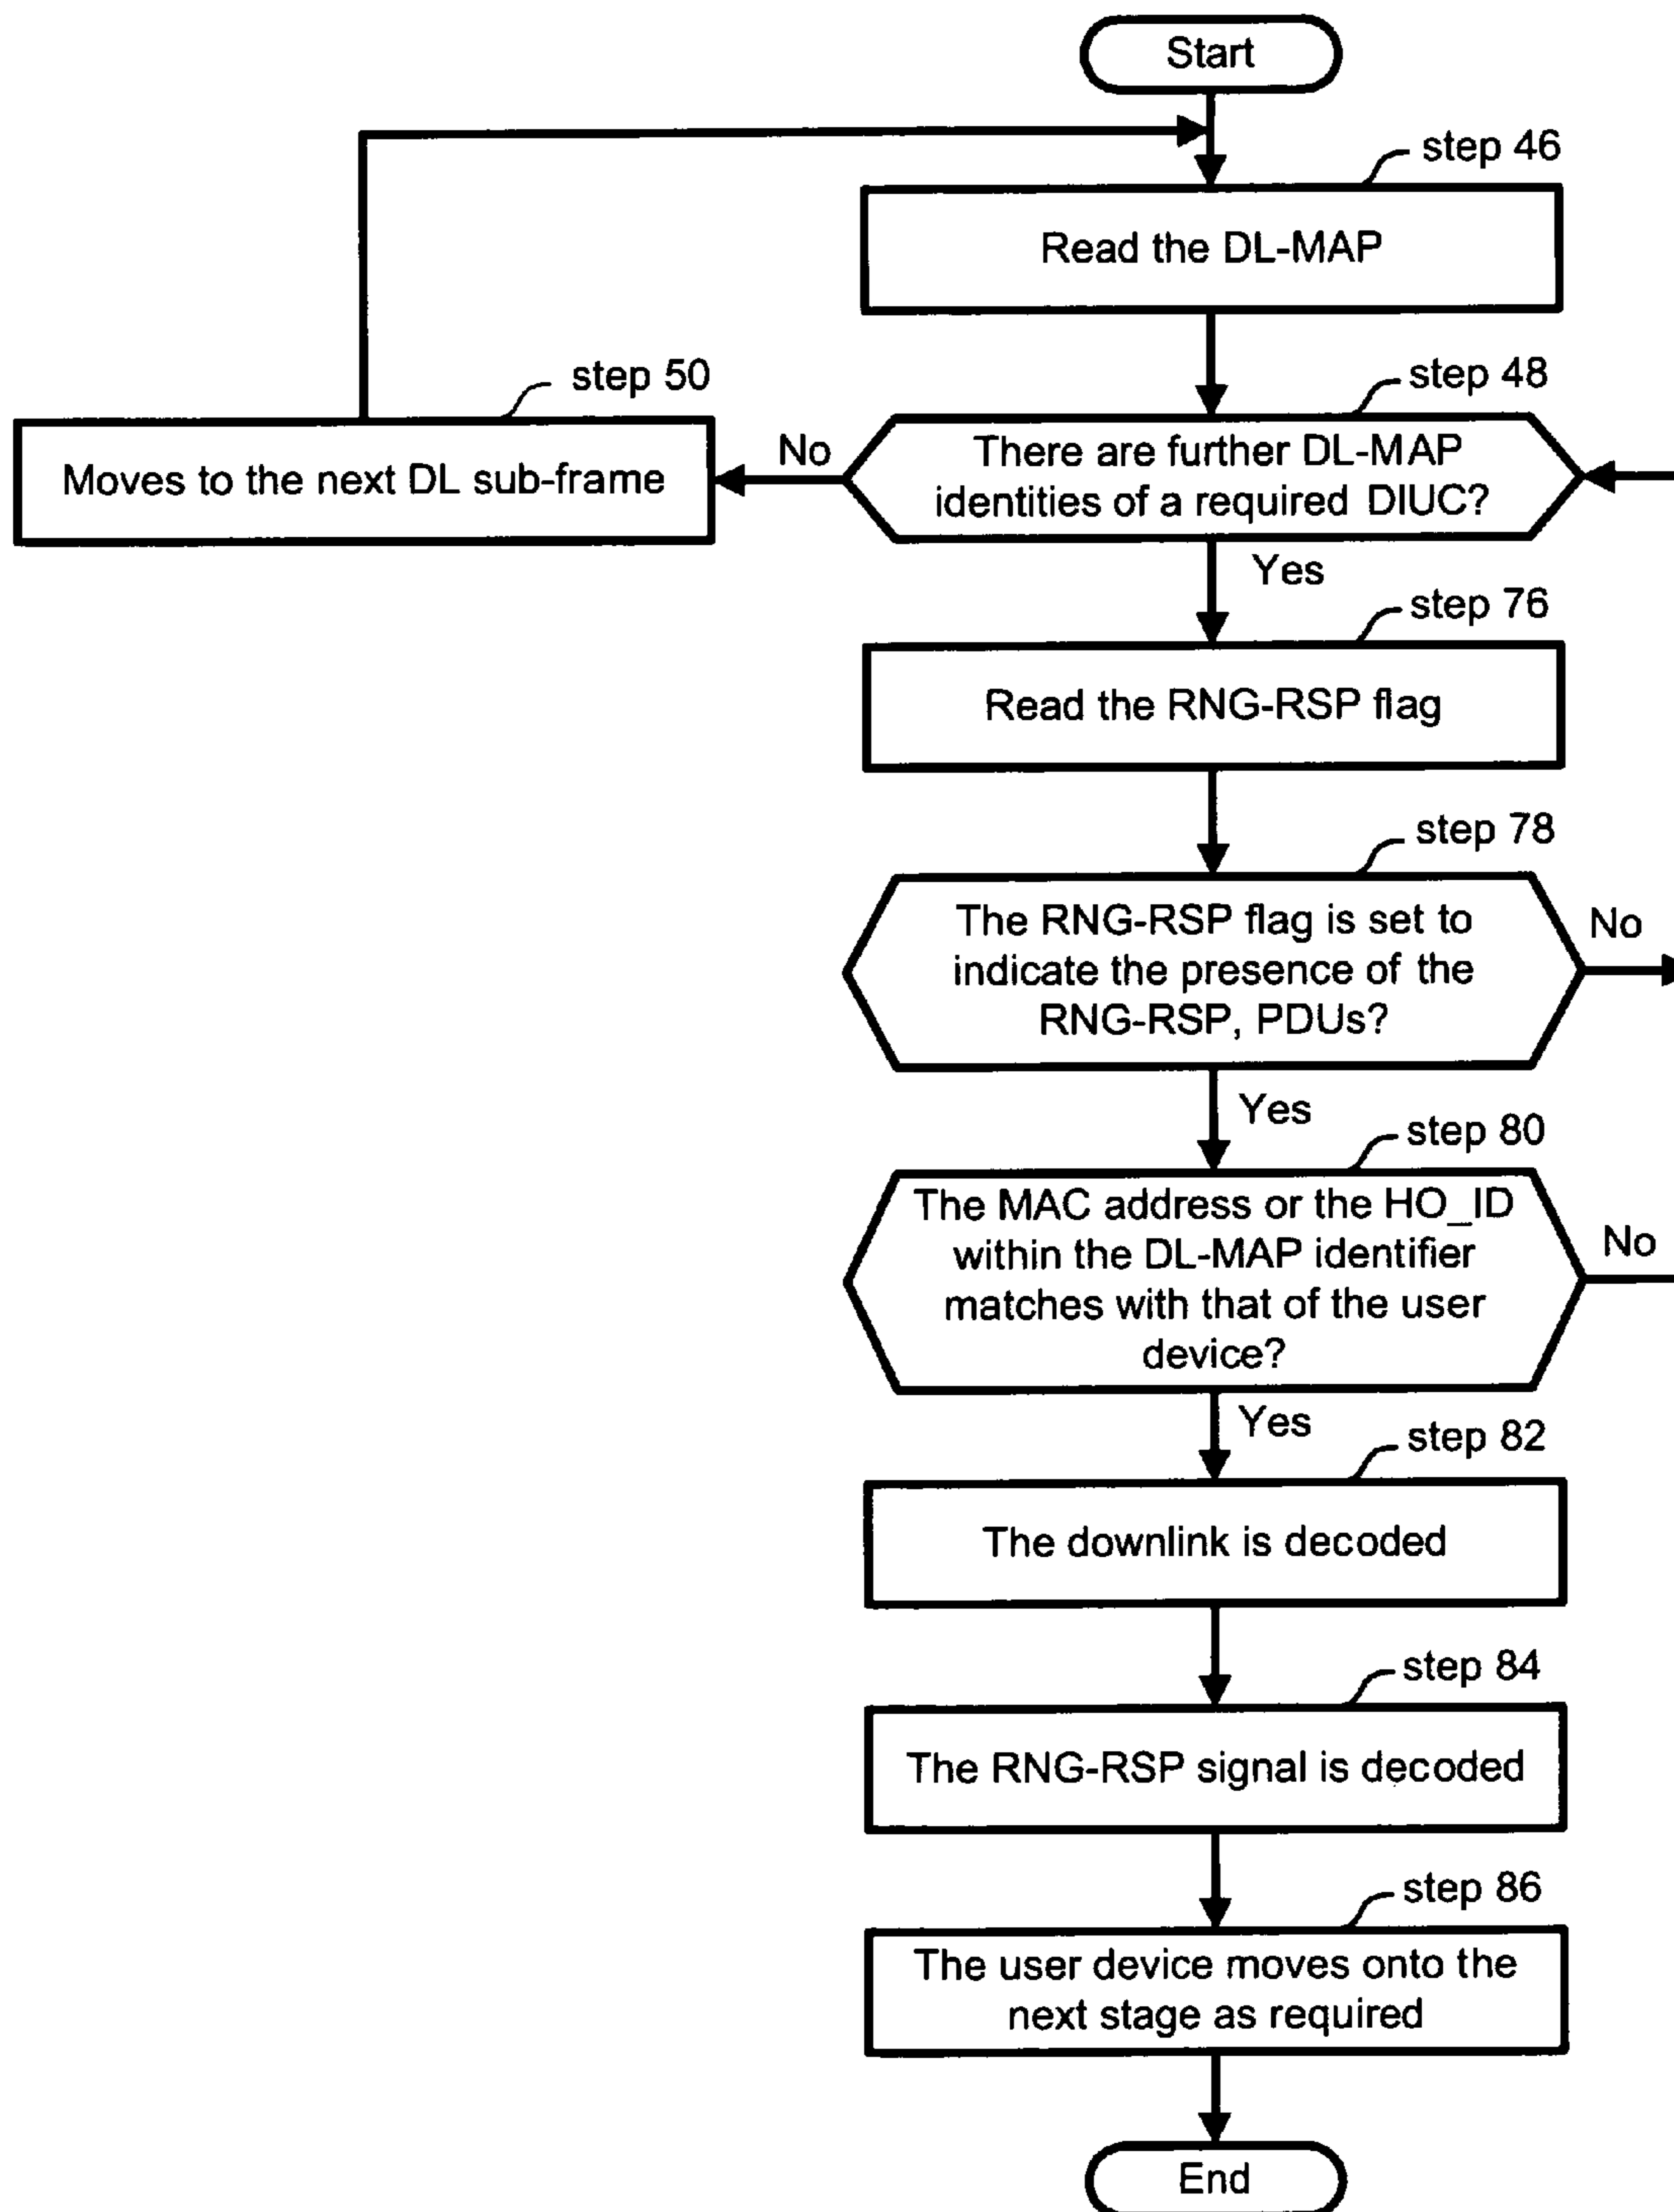 Start
step 46
Read the DL-MAP
step 50
Moves to the next DL sub-frame
step 48
No
There are further DL-MAP
identities of a required DIUC?
Yes
step 76
Read the RNG-RSP flag
step 78
The RNG-RSP flag is set to
indicate the presence of the
RNG-RSP, PDUs?
No
Yes
step 80
The MAC address or the HO_ID
within the DL-MAP identifier
matches with that of the user
device?
No
Yes
step 82
The downlink is decoded
step 84
The RNG-RSP signal is decoded
step 86
The user device moves onto the
next stage as required
End